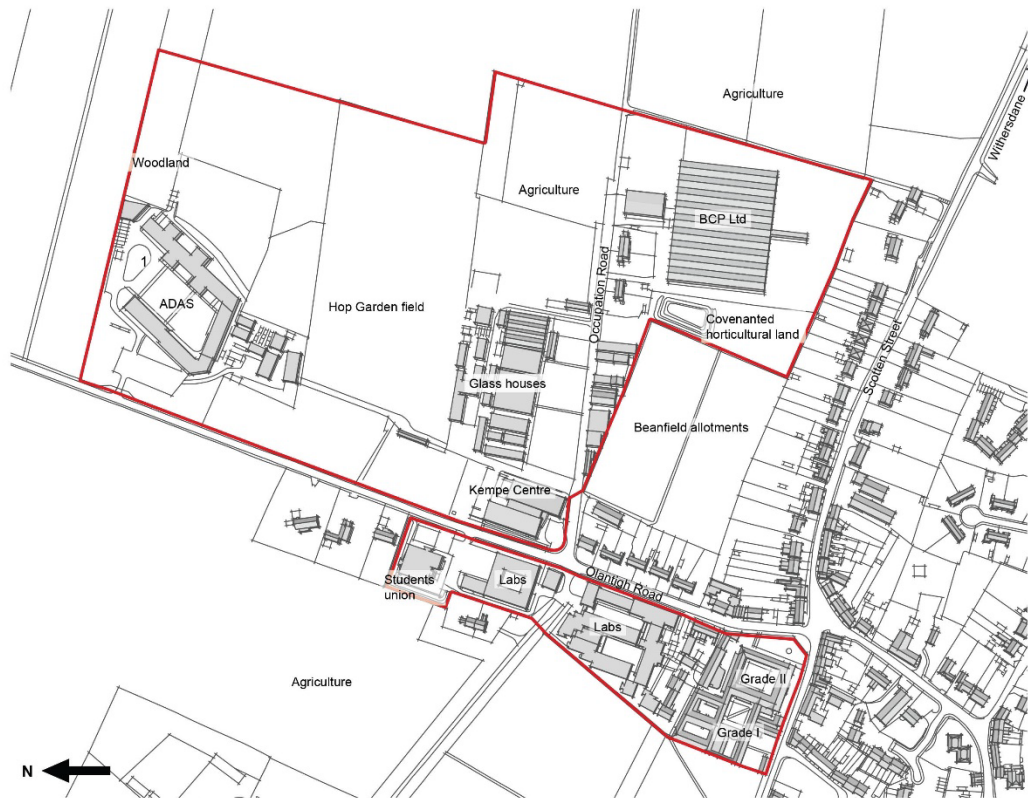 Agriculture
Withersdane
Woodland
Agriculture
BCP Ltd
1
ADAS
Hop Garden field
Occupation Road
Covenanted
horticultural land
Scotten Street
Glass houses
Beanfield allotments
Kempe Centre
Students
union
Labs
Olantigh Road
Labs
Agriculture
Grade II
Grade I
N